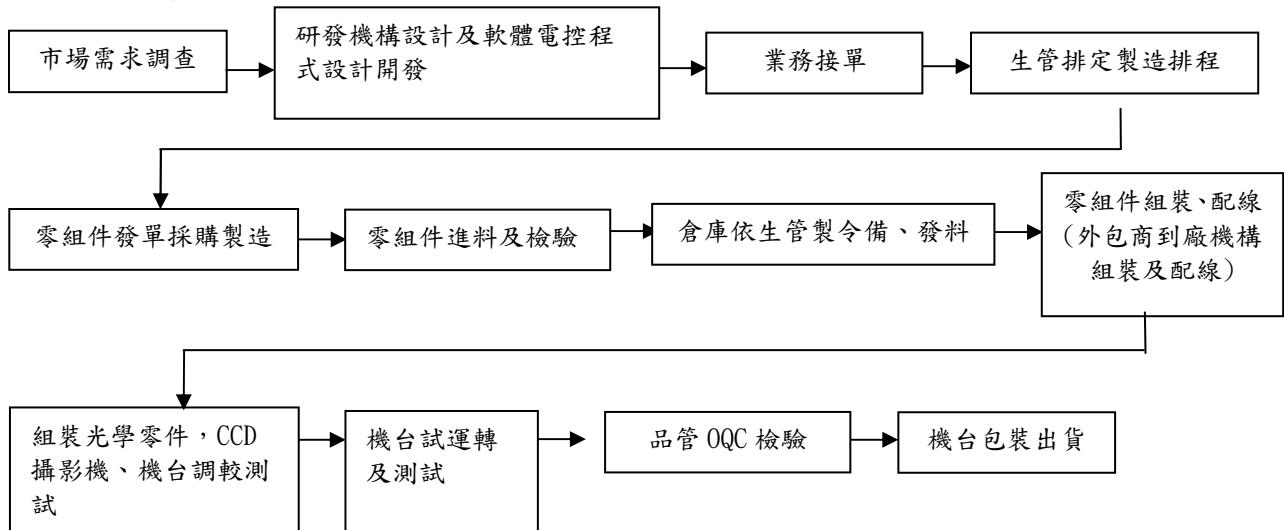 市場需求調查
研發機構設計及軟體電控程
式設計開發
業務接單
生管排定製造排程
零組件發單採購製造
零組件進料及檢驗
倉庫依生管製令備、發料
零組件組裝、配線
(外包商到廠機構
組裝及配線)
組裝光學零件，CCD
攝影機、機台調較測
試
機台試運轉
及測試
品管 OQC 檢驗
機台包裝出貨